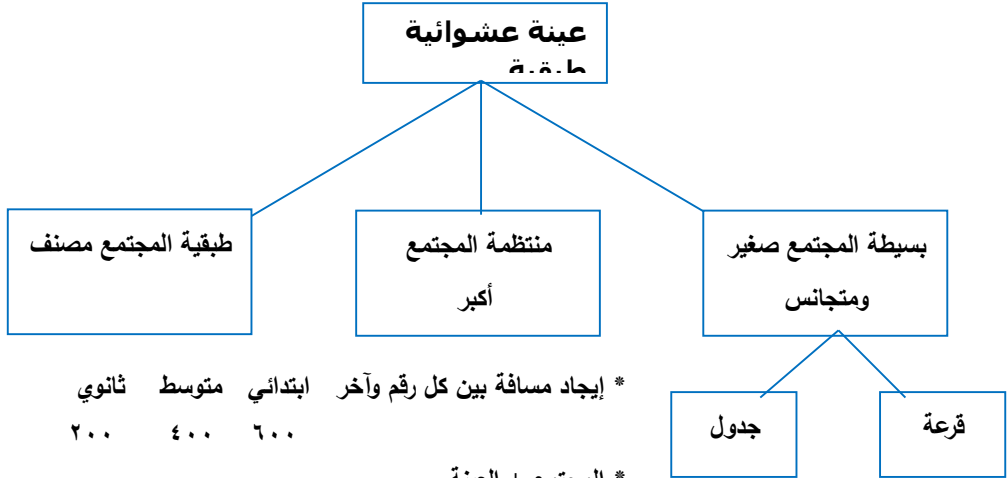 عينة عشوائية
طبقية
بسيطة المجتمع صغير
ومتجانس
منتظمة المجتمع
أكبر
طبقية المجتمع مصنف
قرعة
جدول
* إيجاد مسافة بين كل رقم وآخر
ابتدائي متوسط ثانوي
٦٠٠ ٤٠٠ ٢٠٠